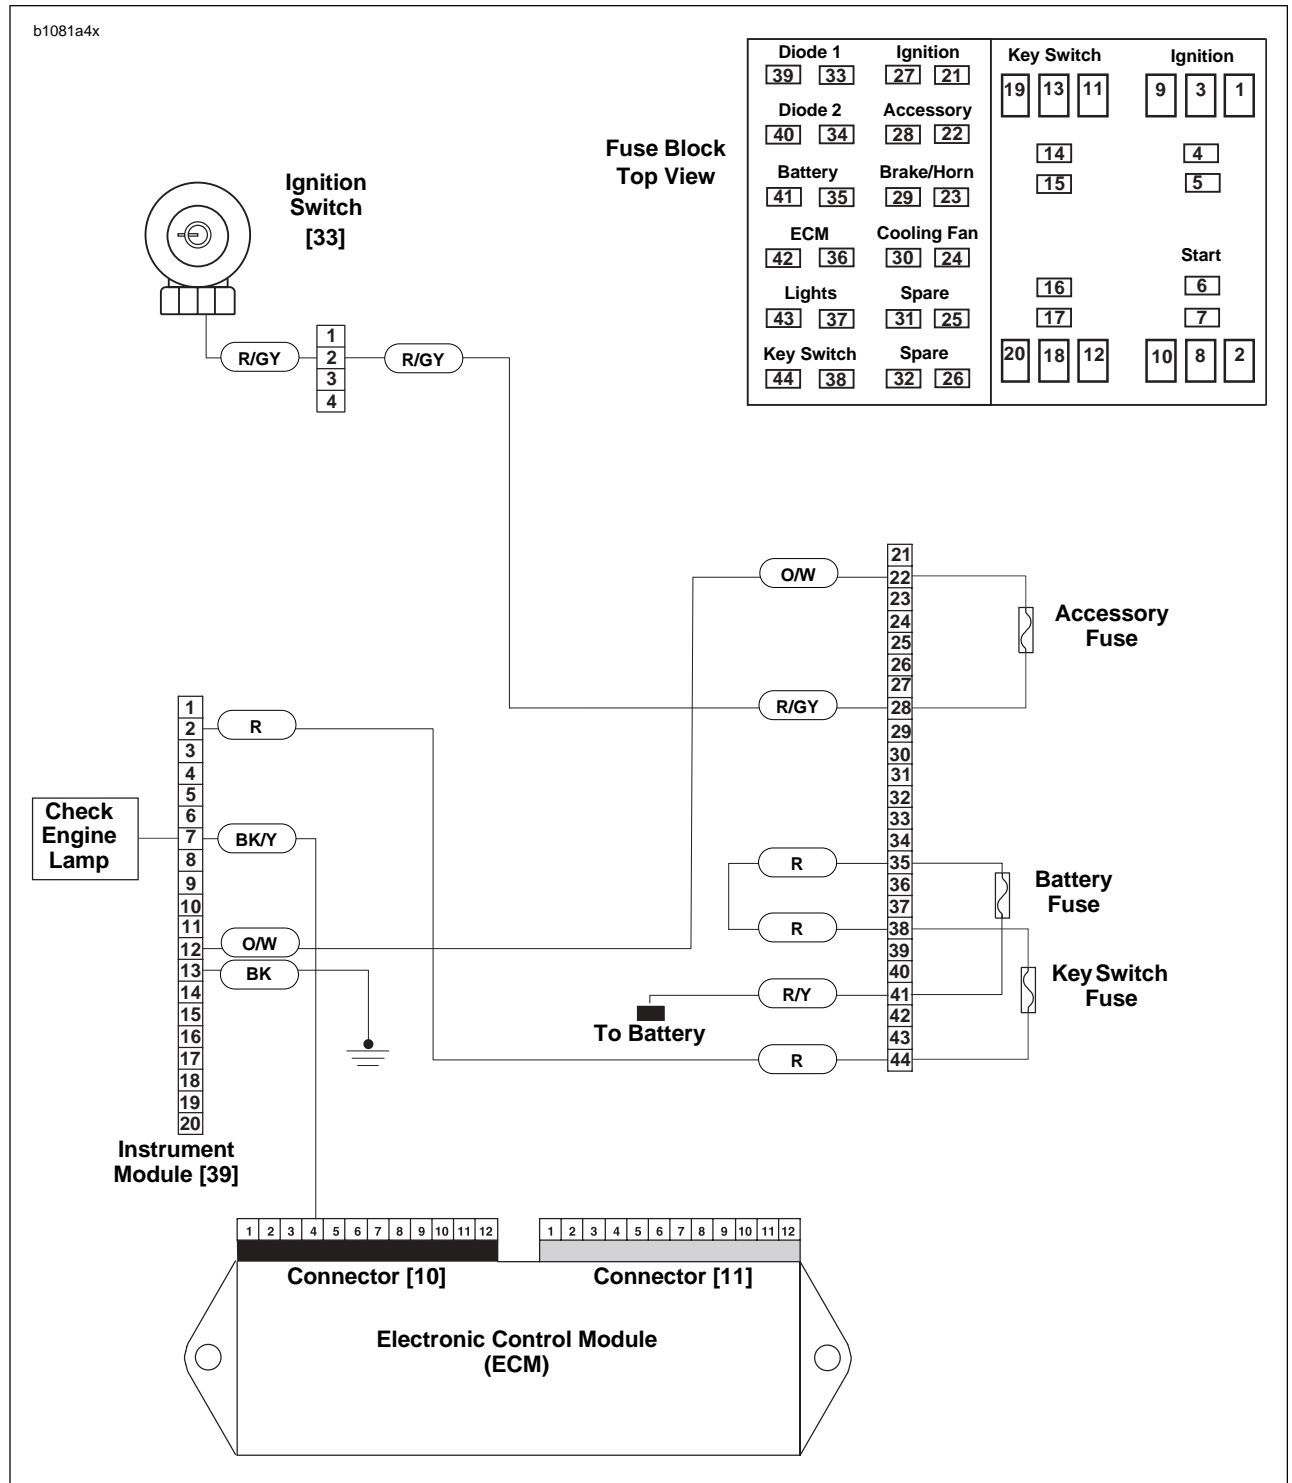 b1081a4x
Diode 1 Ignition Key Switch Ignition
39 33 27 21 19 13 11 9 3 1
Diode 2 Accessory
40 34 28 22
Fuse Block
Top View
14 4
Battery Brake/Horn
15 5
41 35 29 23
ECM Cooling Fan
42 36 30 24
Start
Lights Spare
16 6
43 37 31 25
17 7
Key Switch Spare
44 38 32 26
20 18 12 10 8 2
Ignition
Switch
[33]
R/GY
1
2
3
4
R/GY
O/W
R/GY
R
R
R/Y
To Battery
R
21
22
23
24
25
26
27
28
29
30
31
32
33
34
35
36
37
38
39
40
41
42
43
44
Accessory
Fuse
Battery
Fuse
Key Switch
Fuse
Check
Engine
Lamp
1
2
3
4
5
6
7
8
9
10
11
12
13
14
15
16
17
18
19
20
R
BK/Y
O/W
BK
Instrument
Module [39]
1 2 3 4 5 6 7 8 9 10 11 12
1 2 3 4 5 6 7 8 9 10 11 12
Connector [10]
Connector [11]
Electronic Control Module
(ECM)